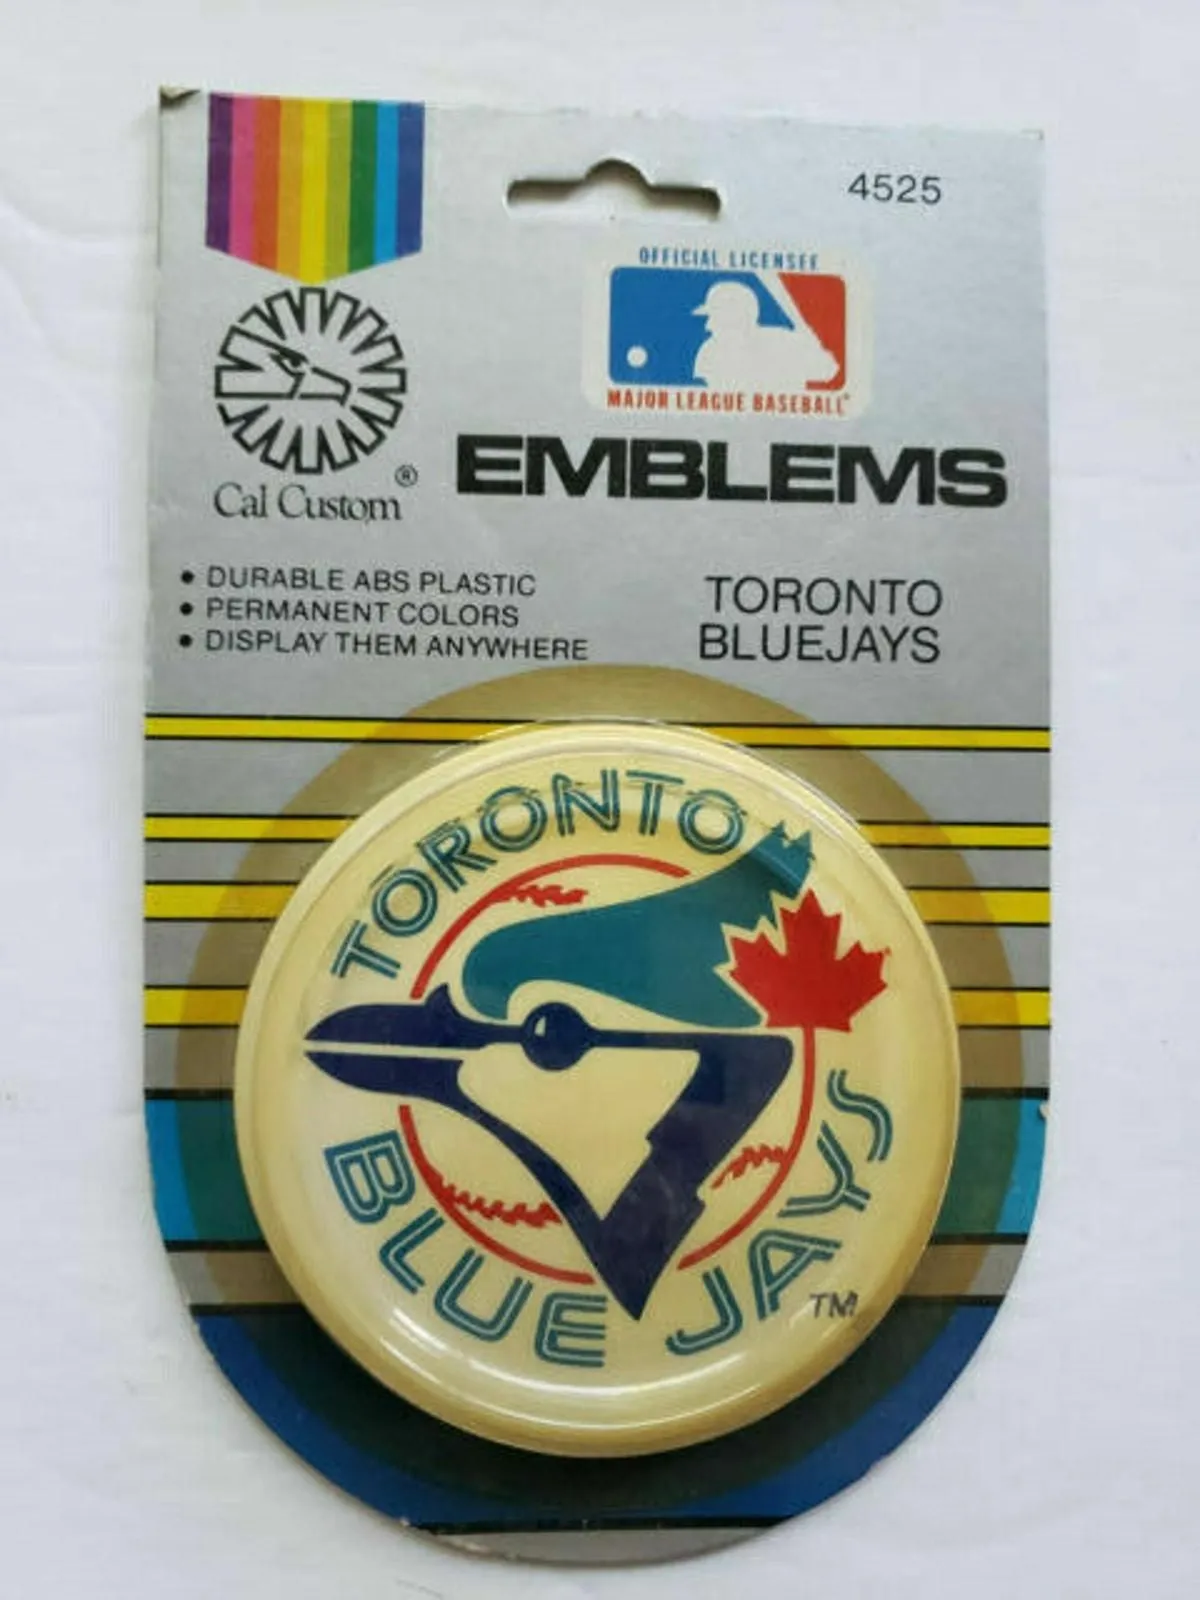 4525
OFFICIAL LICENSEE
MAJOR LEAGUE BASEBALL
EMBLEMS
® 
Cal Custom
• DURABLE ABS PLASTIC
• PERMANENT COLORS
• DISPLAY THEM ANYWHERE
TORONTO
BLUEJAYS
TORONTO
BLUE JAYS
TM